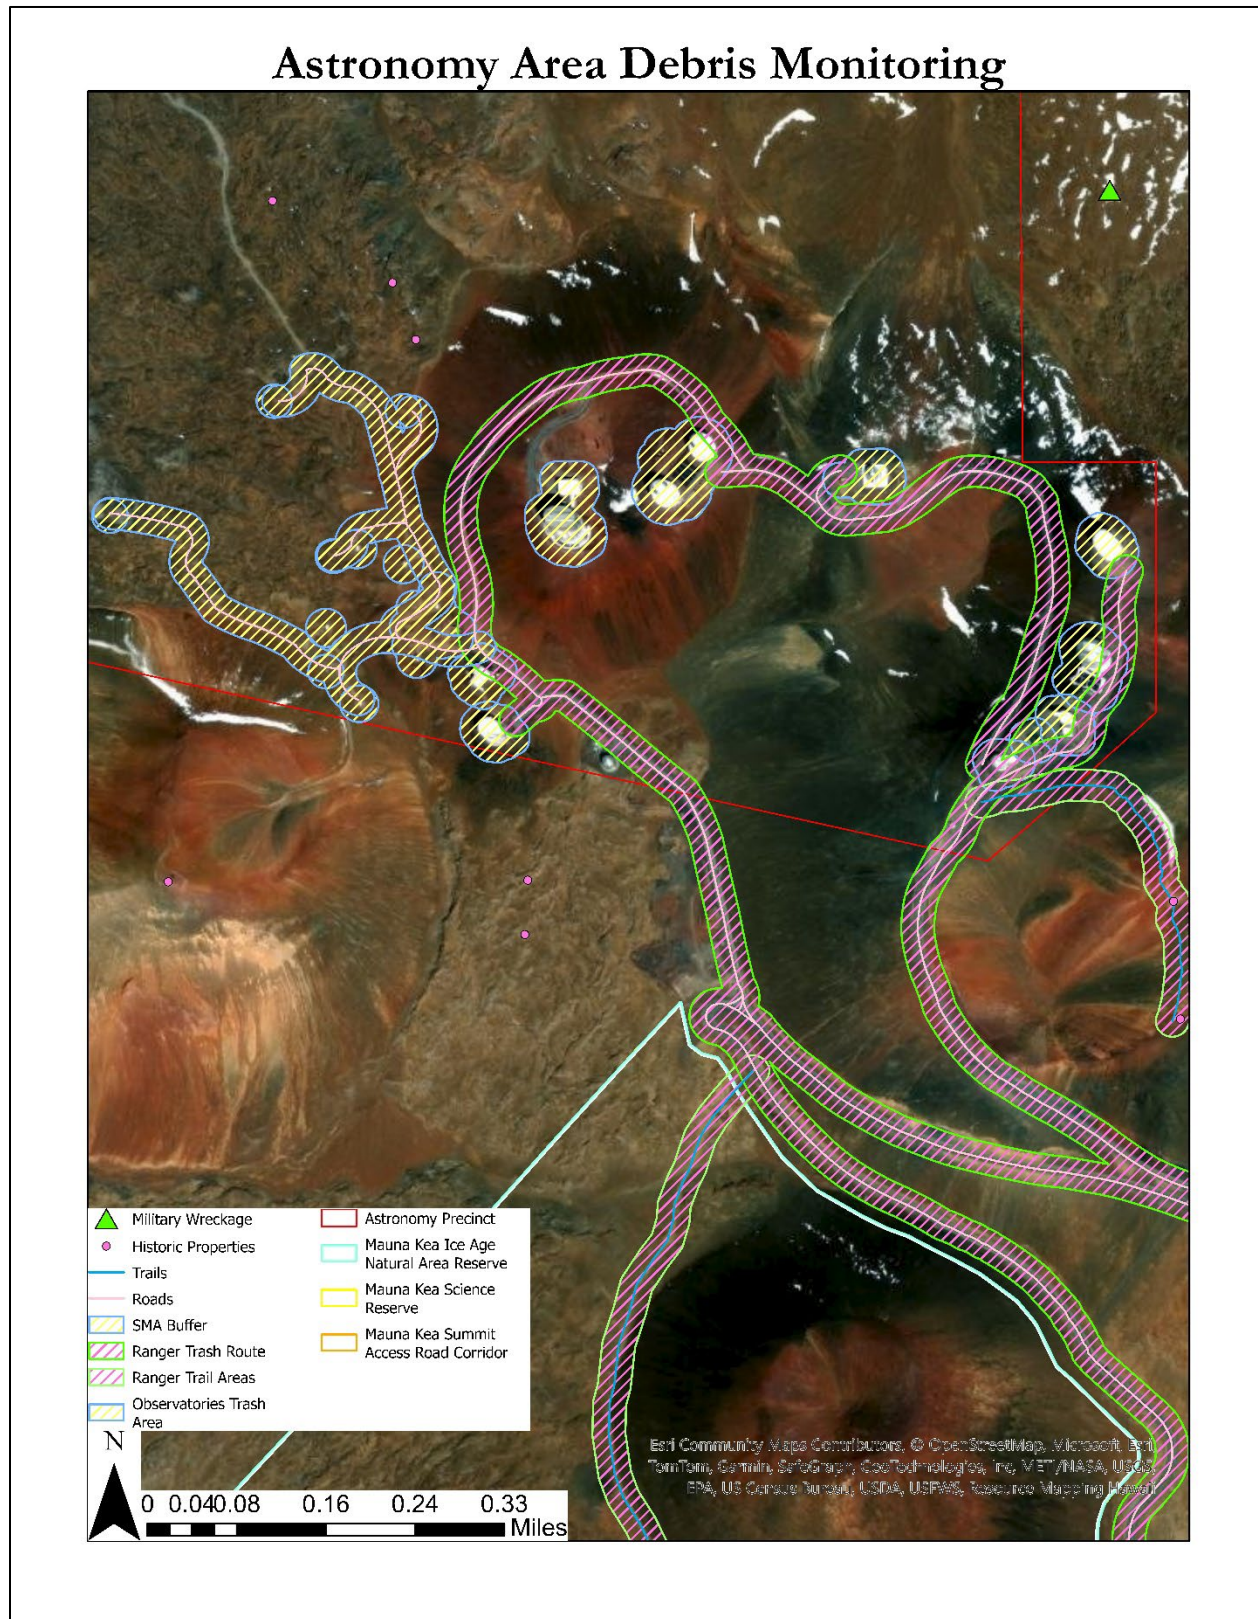 Astronomy Area Debris Monitoring
Military Wreckage
Historic Properties
Trails
Roads
SMA Buffer
Ranger Trash Route
Ranger Trail Areas
Observatories Trash
Area
Astronomy Precinct
Mauna Kea Ice Age
Natural Area Reserve
Mauna Kea Science
Reserve
Mauna Kea Summit
Access Road Corridor
N
0 0.04 0.08 0.16 0.24 0.33
Miles
Esri Community Maps Contributors, © OpenStreetMap, Microsoft, Esri,
TomTom, Garmin, SafeGraph, GeoTechnologies, Inc, METI/NASA, USGS,
EPA, US Census Bureau, USDA, USFWS, Resource Mapping Hawaii